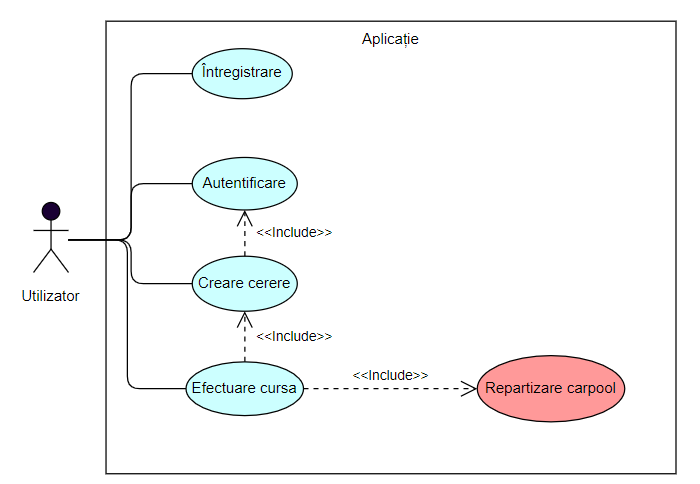 Aplicație
Întregistrare
Autentificare
<<Include>>
Creare cerere
Utilizator
<<Include>>
<<Include>>
Efectuare cursa
Repartizare carpool